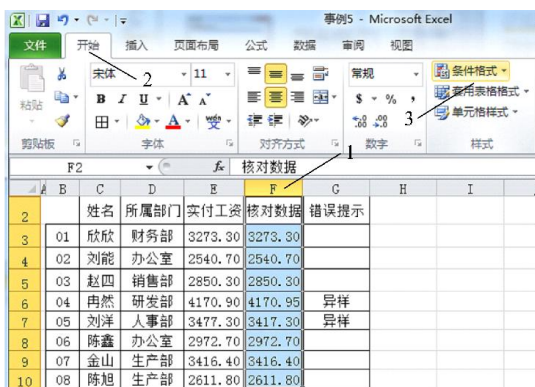 事例5 - Microsoft Excel
文件 开始 插入 页面布局 公式 数据 审阅 视图
2
粘贴 宋体 11 常规 条件格式
B I U A A $ % , 套用表格格式
A wén 文 .0 .00 .00 .0 3 单元格样式
剪贴板 字体 对齐方式 数字 样式
1
F2 fx 核对数据
A B C D E F G H I
2 姓名 所属部门 实付工资 核对数据 错误提示
3 01 欣欣 财务部 3273.30 3273.30
4 02 刘能 办公室 2540.70 2540.70
5 03 赵四 销售部 2850.30 2850.30
6 04 冉然 研发部 4170.90 4170.95 异样
7 05 刘洋 人事部 3477.30 3417.30 异样
8 06 陈鑫 办公室 2972.70 2972.70
9 07 金山 生产部 3416.40 3416.40
10 08 陈旭 生产部 2611.80 2611.80